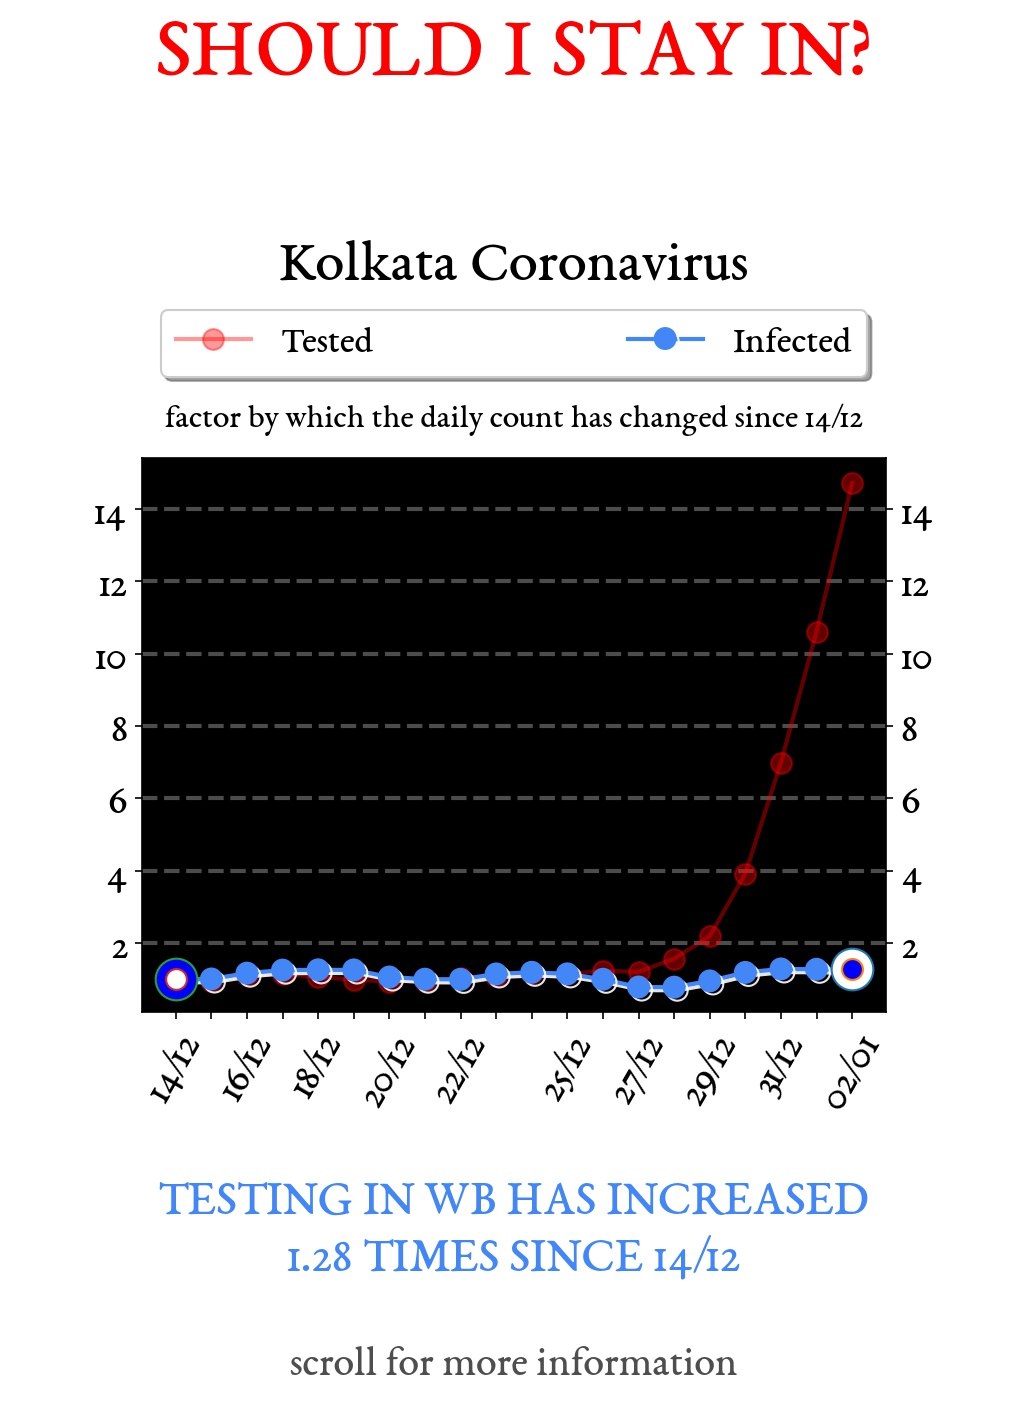 SHOULD I STAY IN?
Kolkata Coronavirus
Tested Infected
factor by which the daily count has changed since 14/12
14 14
12 12
10 10
8 8
6 6
4 4
2 2
14/12 16/12 18/12 20/12 22/12 25/12 27/12 29/12 31/12 02/01
TESTING IN WB HAS INCREASED
1.28 TIMES SINCE 14/12
scroll for more information